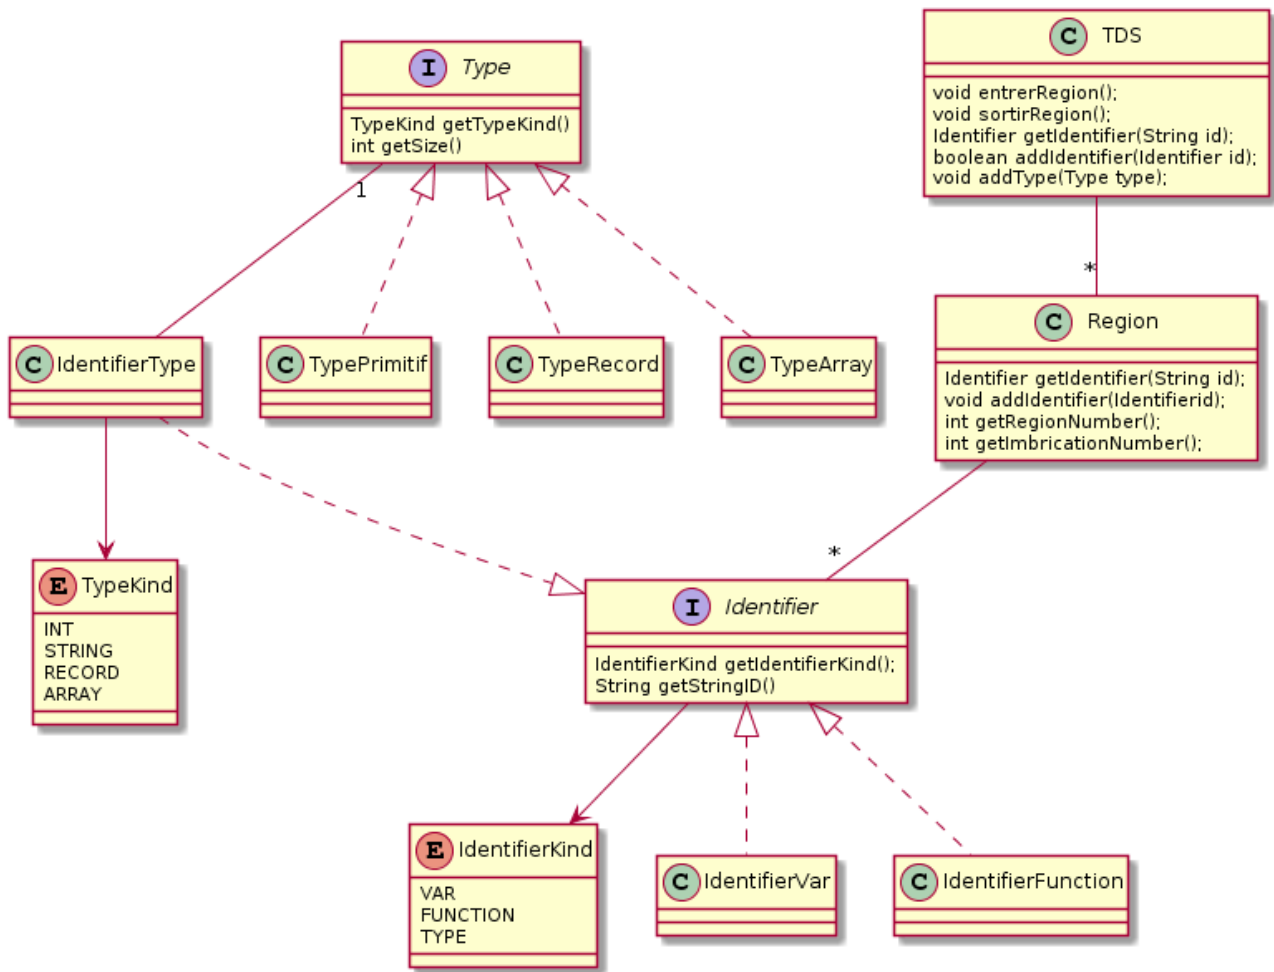 I Type
TypeKind getTypeKind()
int getSize()
C TDS
void entrerRegion();
void sortirRegion();
Identifier getIdentifier(String id);
boolean addIdentifier(Identifier id);
void addType(Type type);
1
*
C IdentifierType
C TypePrimitif
C TypeRecord
C TypeArray
C Region
Identifier getIdentifier(String id);
void addIdentifier(Identifierid);
int getRegionNumber();
int getImbricationNumber();
*
E TypeKind
INT
STRING
RECORD
ARRAY
I Identifier
IdentifierKind getIdentifierKind();
String getStringID()
E IdentifierKind
VAR
FUNCTION
TYPE
C IdentifierVar
C IdentifierFunction